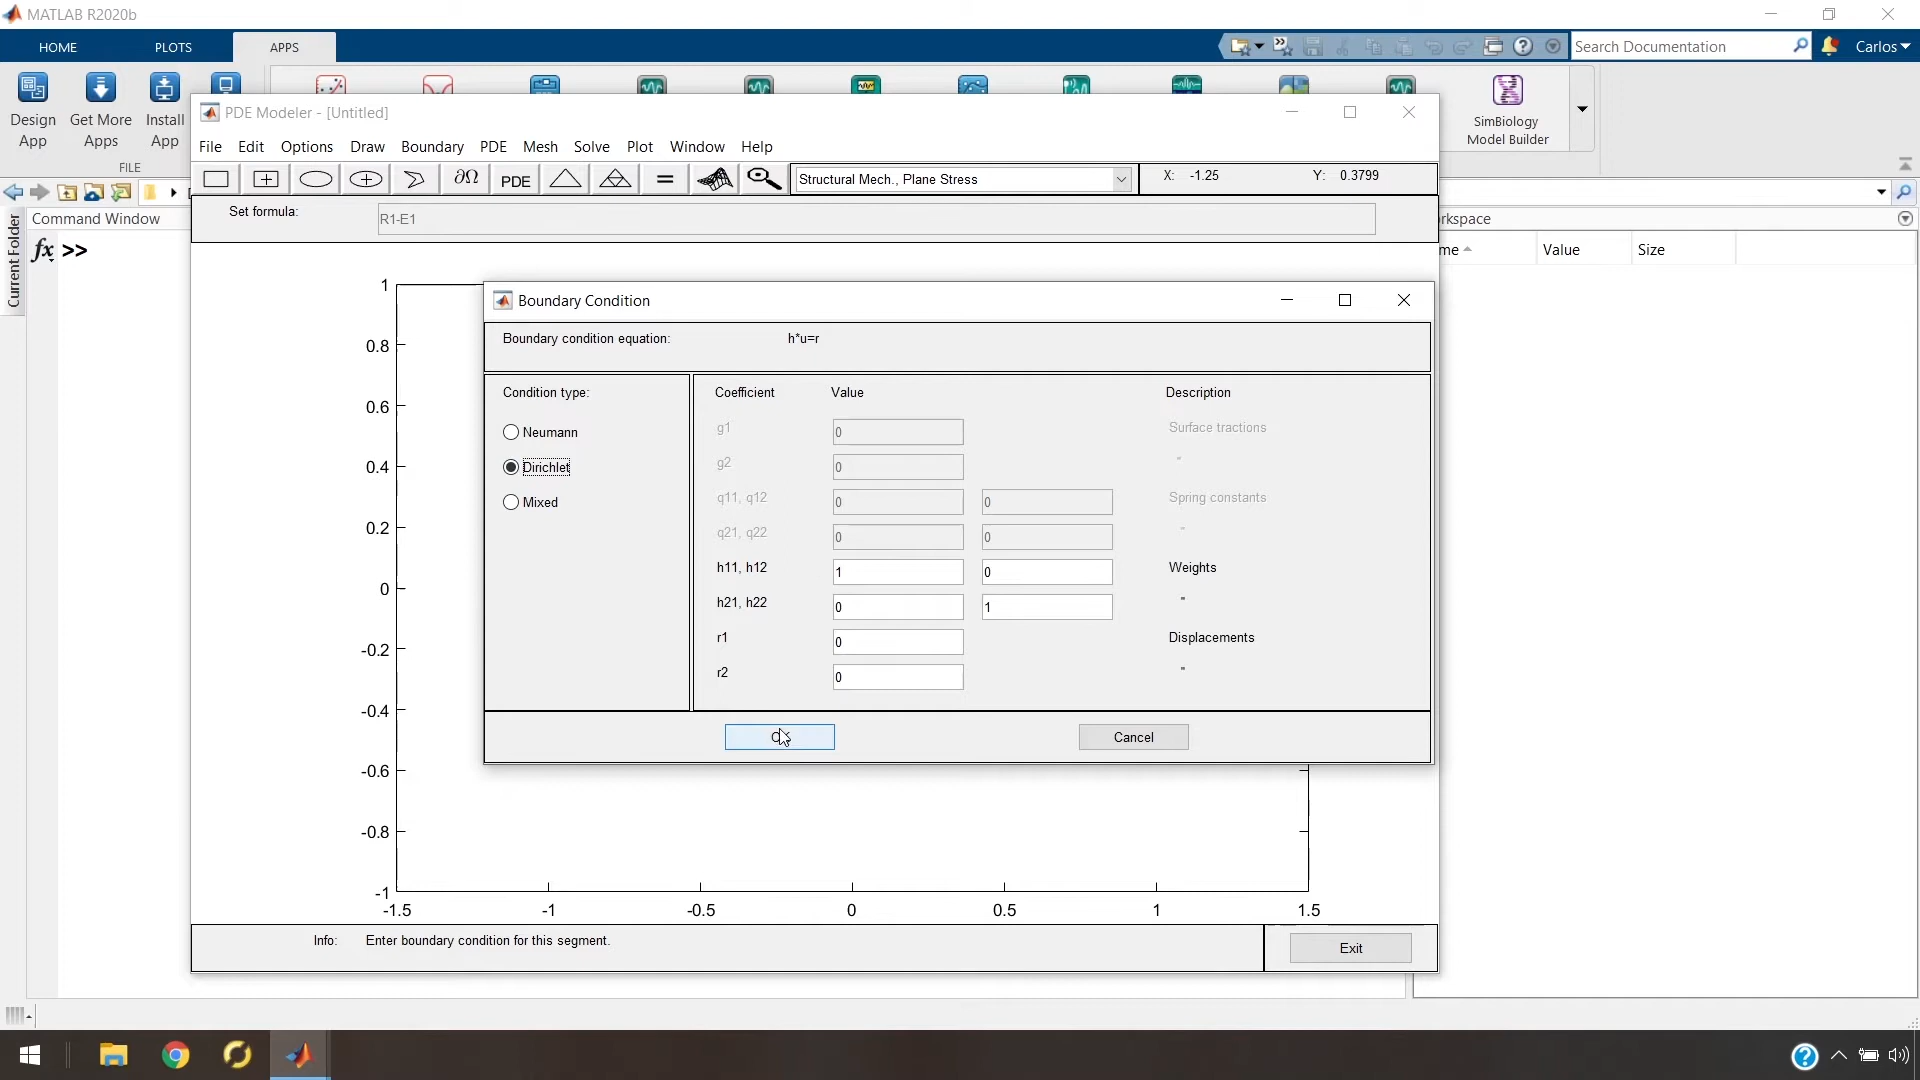 MATLAB R2020b
HOME
PLOTS
APPS
Search Documentation
Carlos
Design
App
Get More
Apps
Install
App
FILE
SimBiology
Model Builder
PDE Modeler - [Untitled]
File Edit Options Draw Boundary PDE Mesh Solve Plot Window Help
∂Ω
PDE
=
Structural Mech., Plane Stress
X: -1.25
Y: 0.3799
Set formula:
R1-E1
Current Folder
Command Window
fx >>
Value
Size
Boundary Condition
Boundary condition equation:
h*u=r
Condition type:
Neumann
Dirichlet
Mixed
Coefficient Value Description
g1 0 Surface tractions
g2 0 "
q11, q12 0 0 Spring constants
q21, q22 0 0 "
h11, h12 1 0 Weights
h21, h22 0 1 "
r1 0 Displacements
r2 0 "
Cancel
1
0.8
0.6
0.4
0.2
0
-0.2
-0.4
-0.6
-0.8
-1
-1.5 -1 -0.5 0 0.5 1 1.5
Info: Enter boundary condition for this segment.
Exit